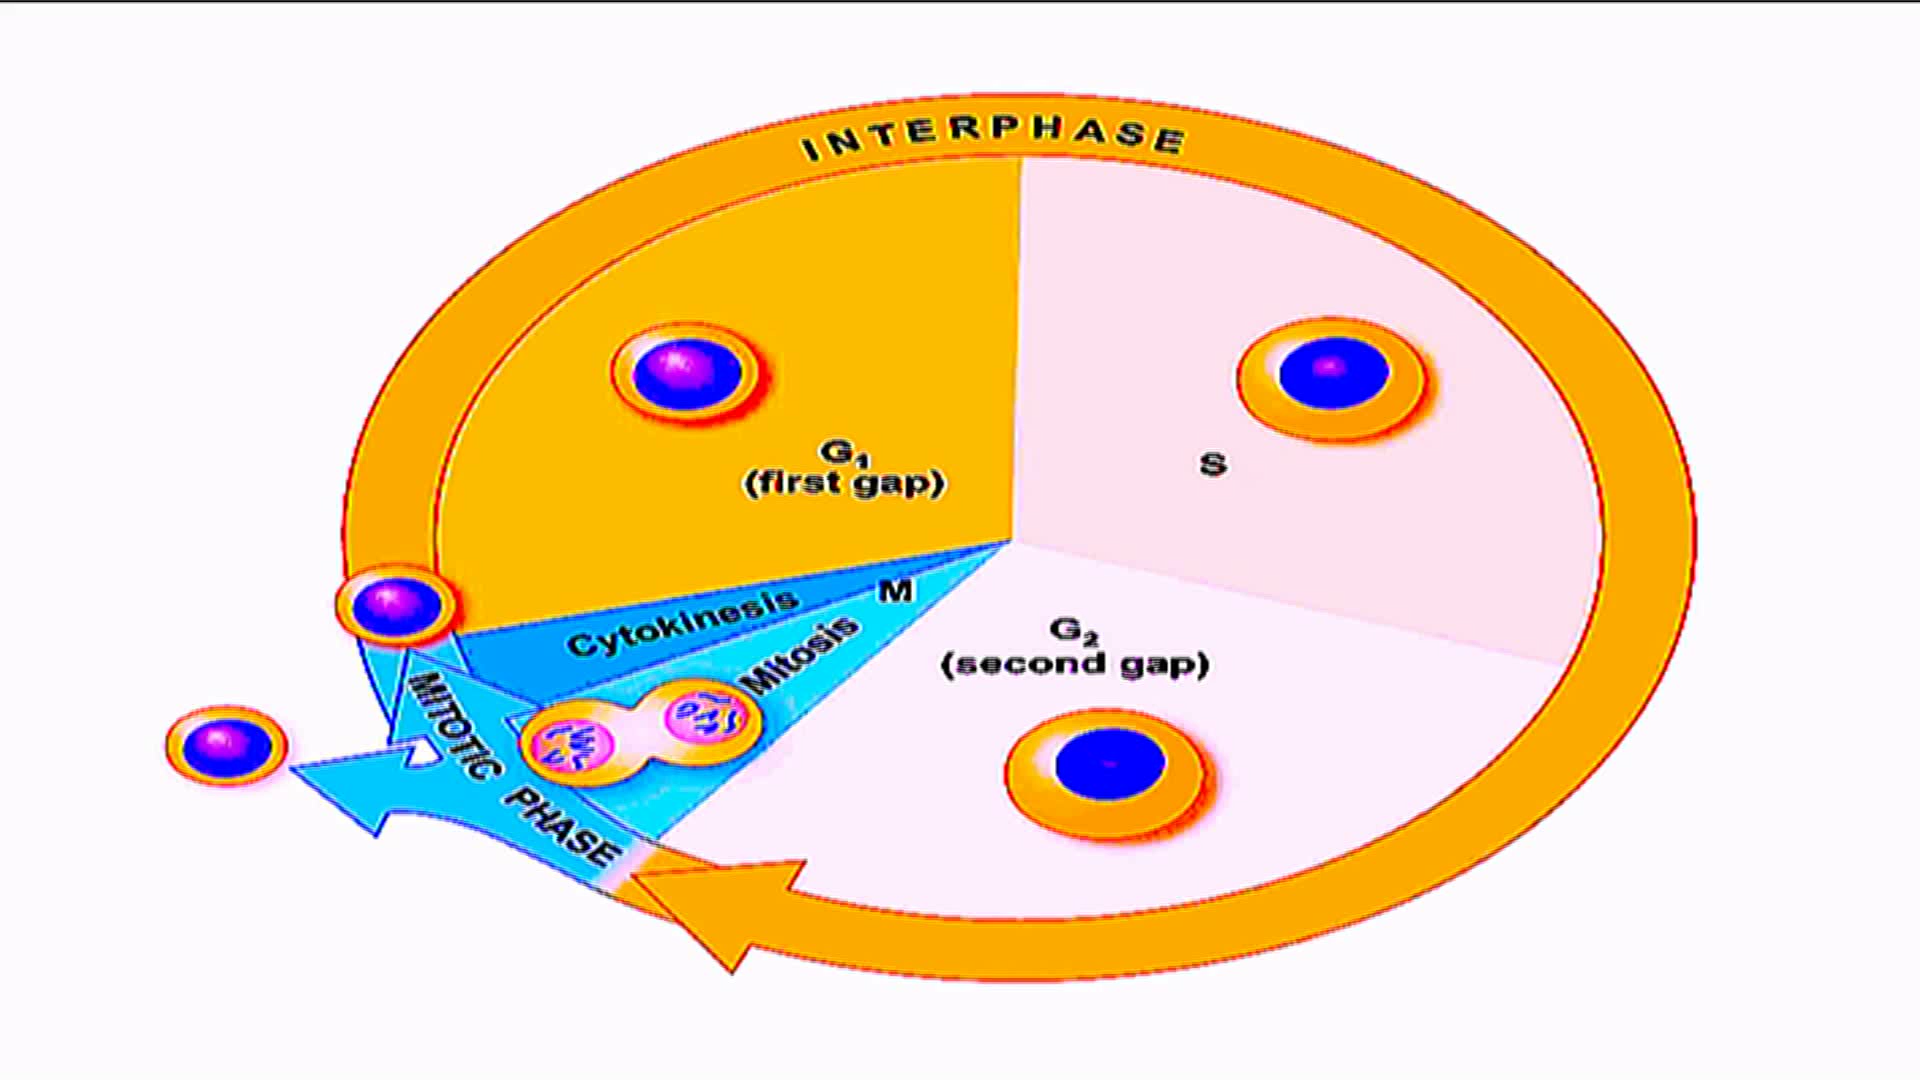 INTERPHASE
G₁
(first gap)
S
Cytokinesis
M
Mitosis
G₂
(second gap)
MITOTIC PHASE